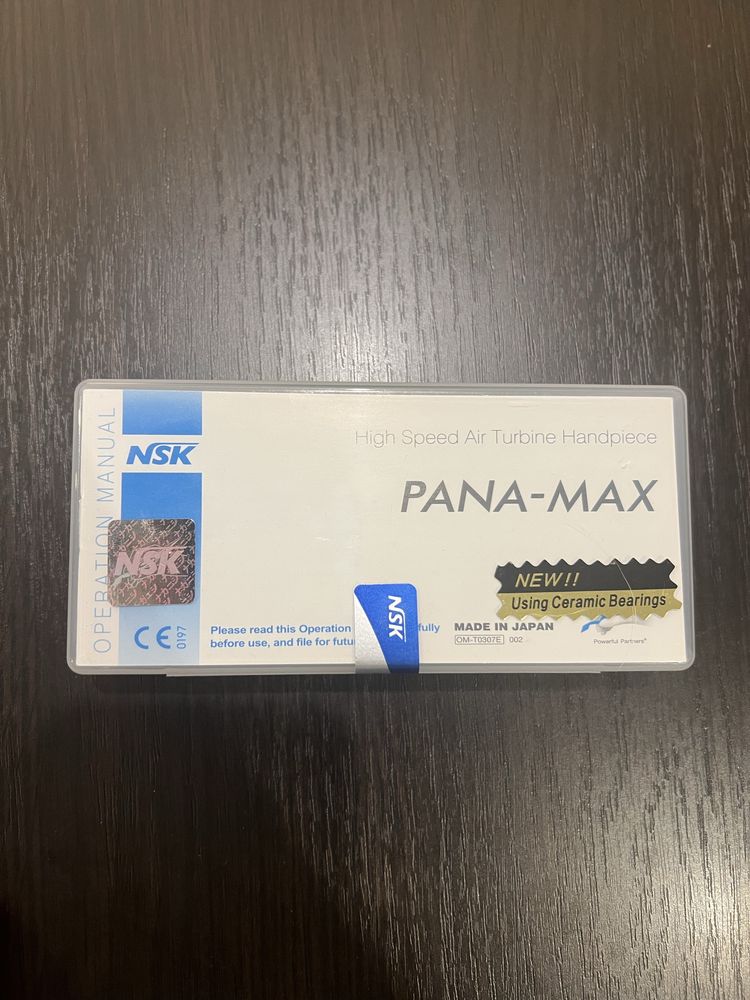 OPERATION MANUAL
NSK
High Speed Air Turbine Handpiece
PANA-MAX
NSK
NEW!!
Using Ceramic Bearings
NSK
CE 0197
Please read this Operation fully
before use, and file for futu
MADE IN JAPAN
OM-T0307E 002
Powerful Partners®